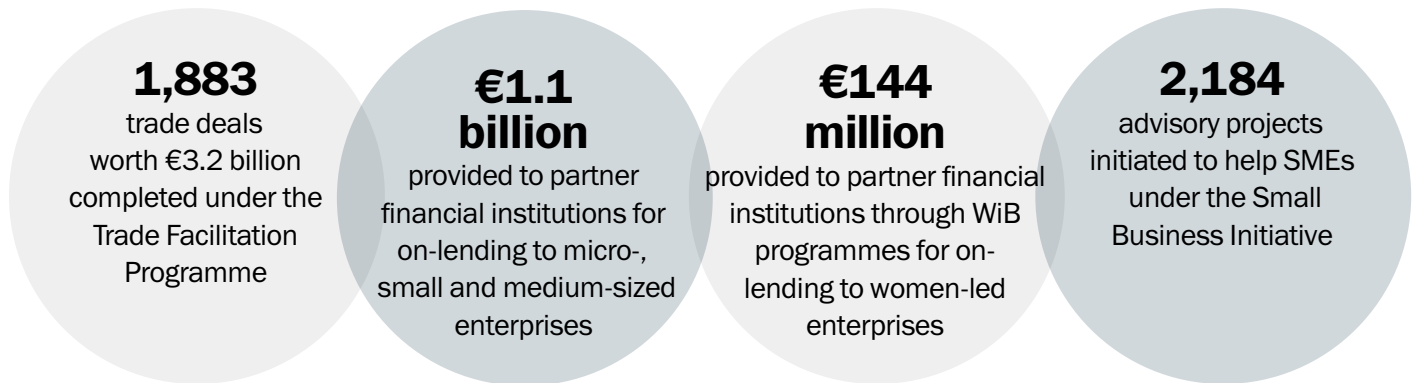 1,883
trade deals
worth €3.2 billion
completed under the
Trade Facilitation
Programme
€1.1
billion
provided to partner
financial institutions for
on-lending to micro-,
small and medium-sized
enterprises
€144
million
provided to partner financial
institutions through WiB
programmes for on-
lending to women-led
enterprises
2,184
advisory projects
initiated to help SMEs
under the Small
Business Initiative